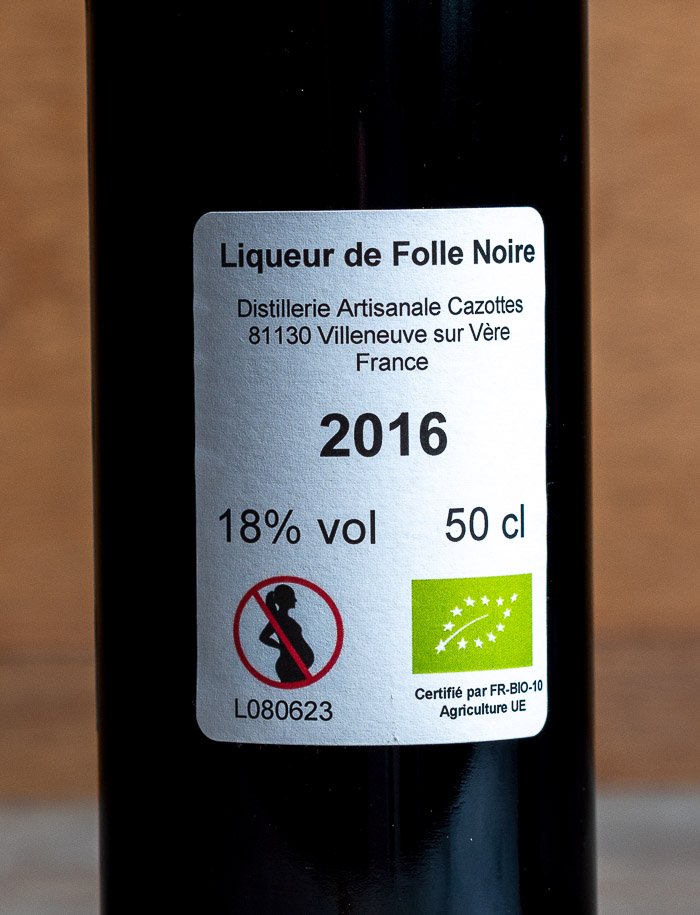 Liqueur de Folle Noire
Distillerie Artisanale Cazottes
81130 Villeneuve sur Vère
France
2016
18% vol 50 cl
L080623
Certifié par FR-BIO-10
Agriculture UE